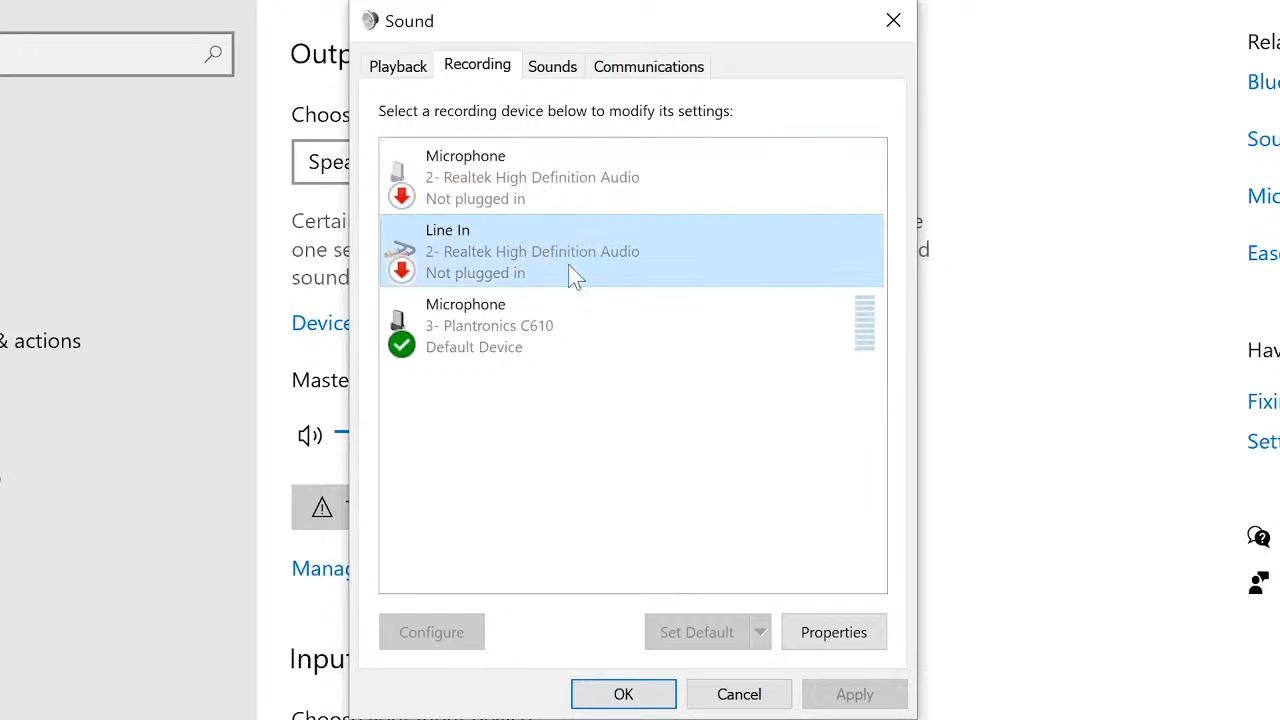 Sound
Playback
Recording
Sounds
Communications
Select a recording device below to modify its settings:
Microphone
2- Realtek High Definition Audio
Not plugged in
Line In
2- Realtek High Definition Audio
Not plugged in
Microphone
3- Plantronics C610
Default Device
Configure
Set Default
Properties
OK
Cancel
Apply
& actions
Outp
Choos
Spea
Certai
one se
sound
Device
Maste
Manag
Input
e
d
Rela
Blue
Sou
Mic
Ease
Hav
Fixi
Sett